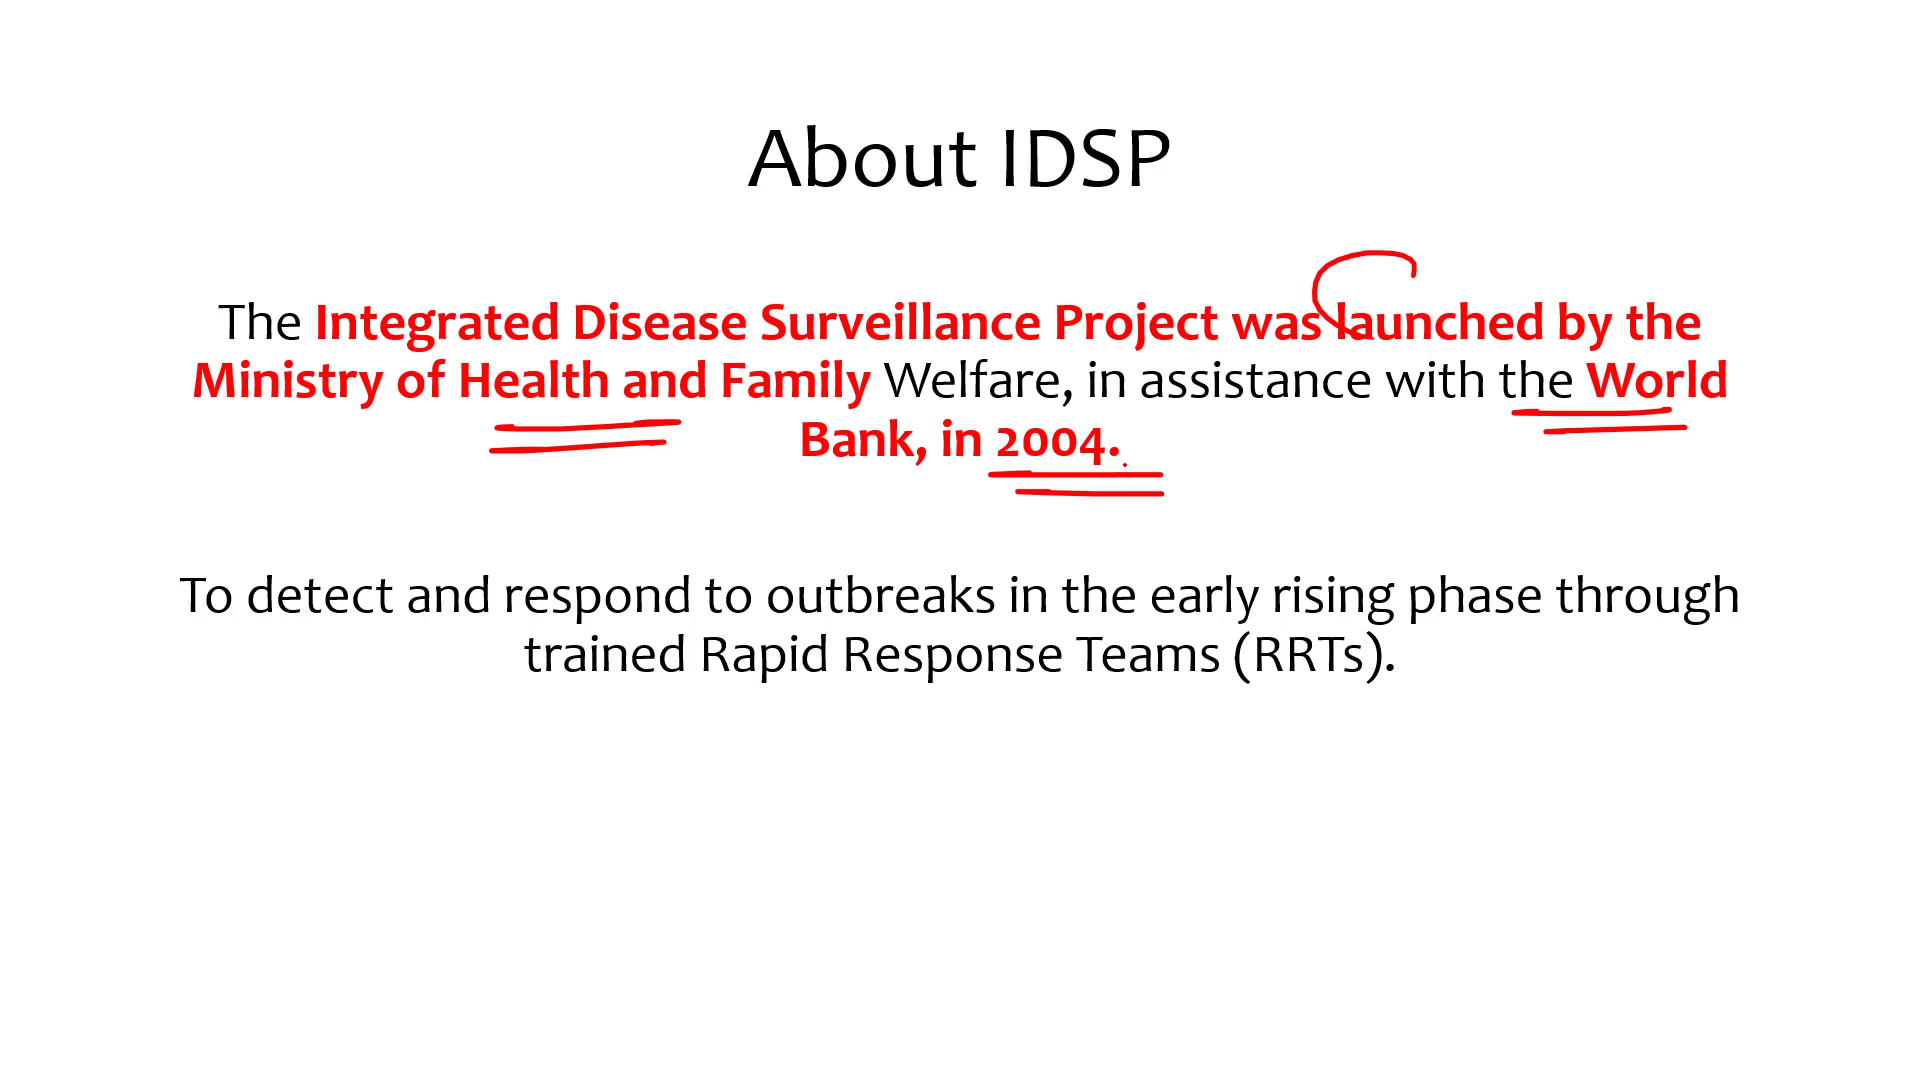 About IDSP
The Integrated Disease Surveillance Project was launched by the
Ministry of Health and Family Welfare, in assistance with the World
Bank, in 2004.
To detect and respond to outbreaks in the early rising phase through
trained Rapid Response Teams (RRTs).